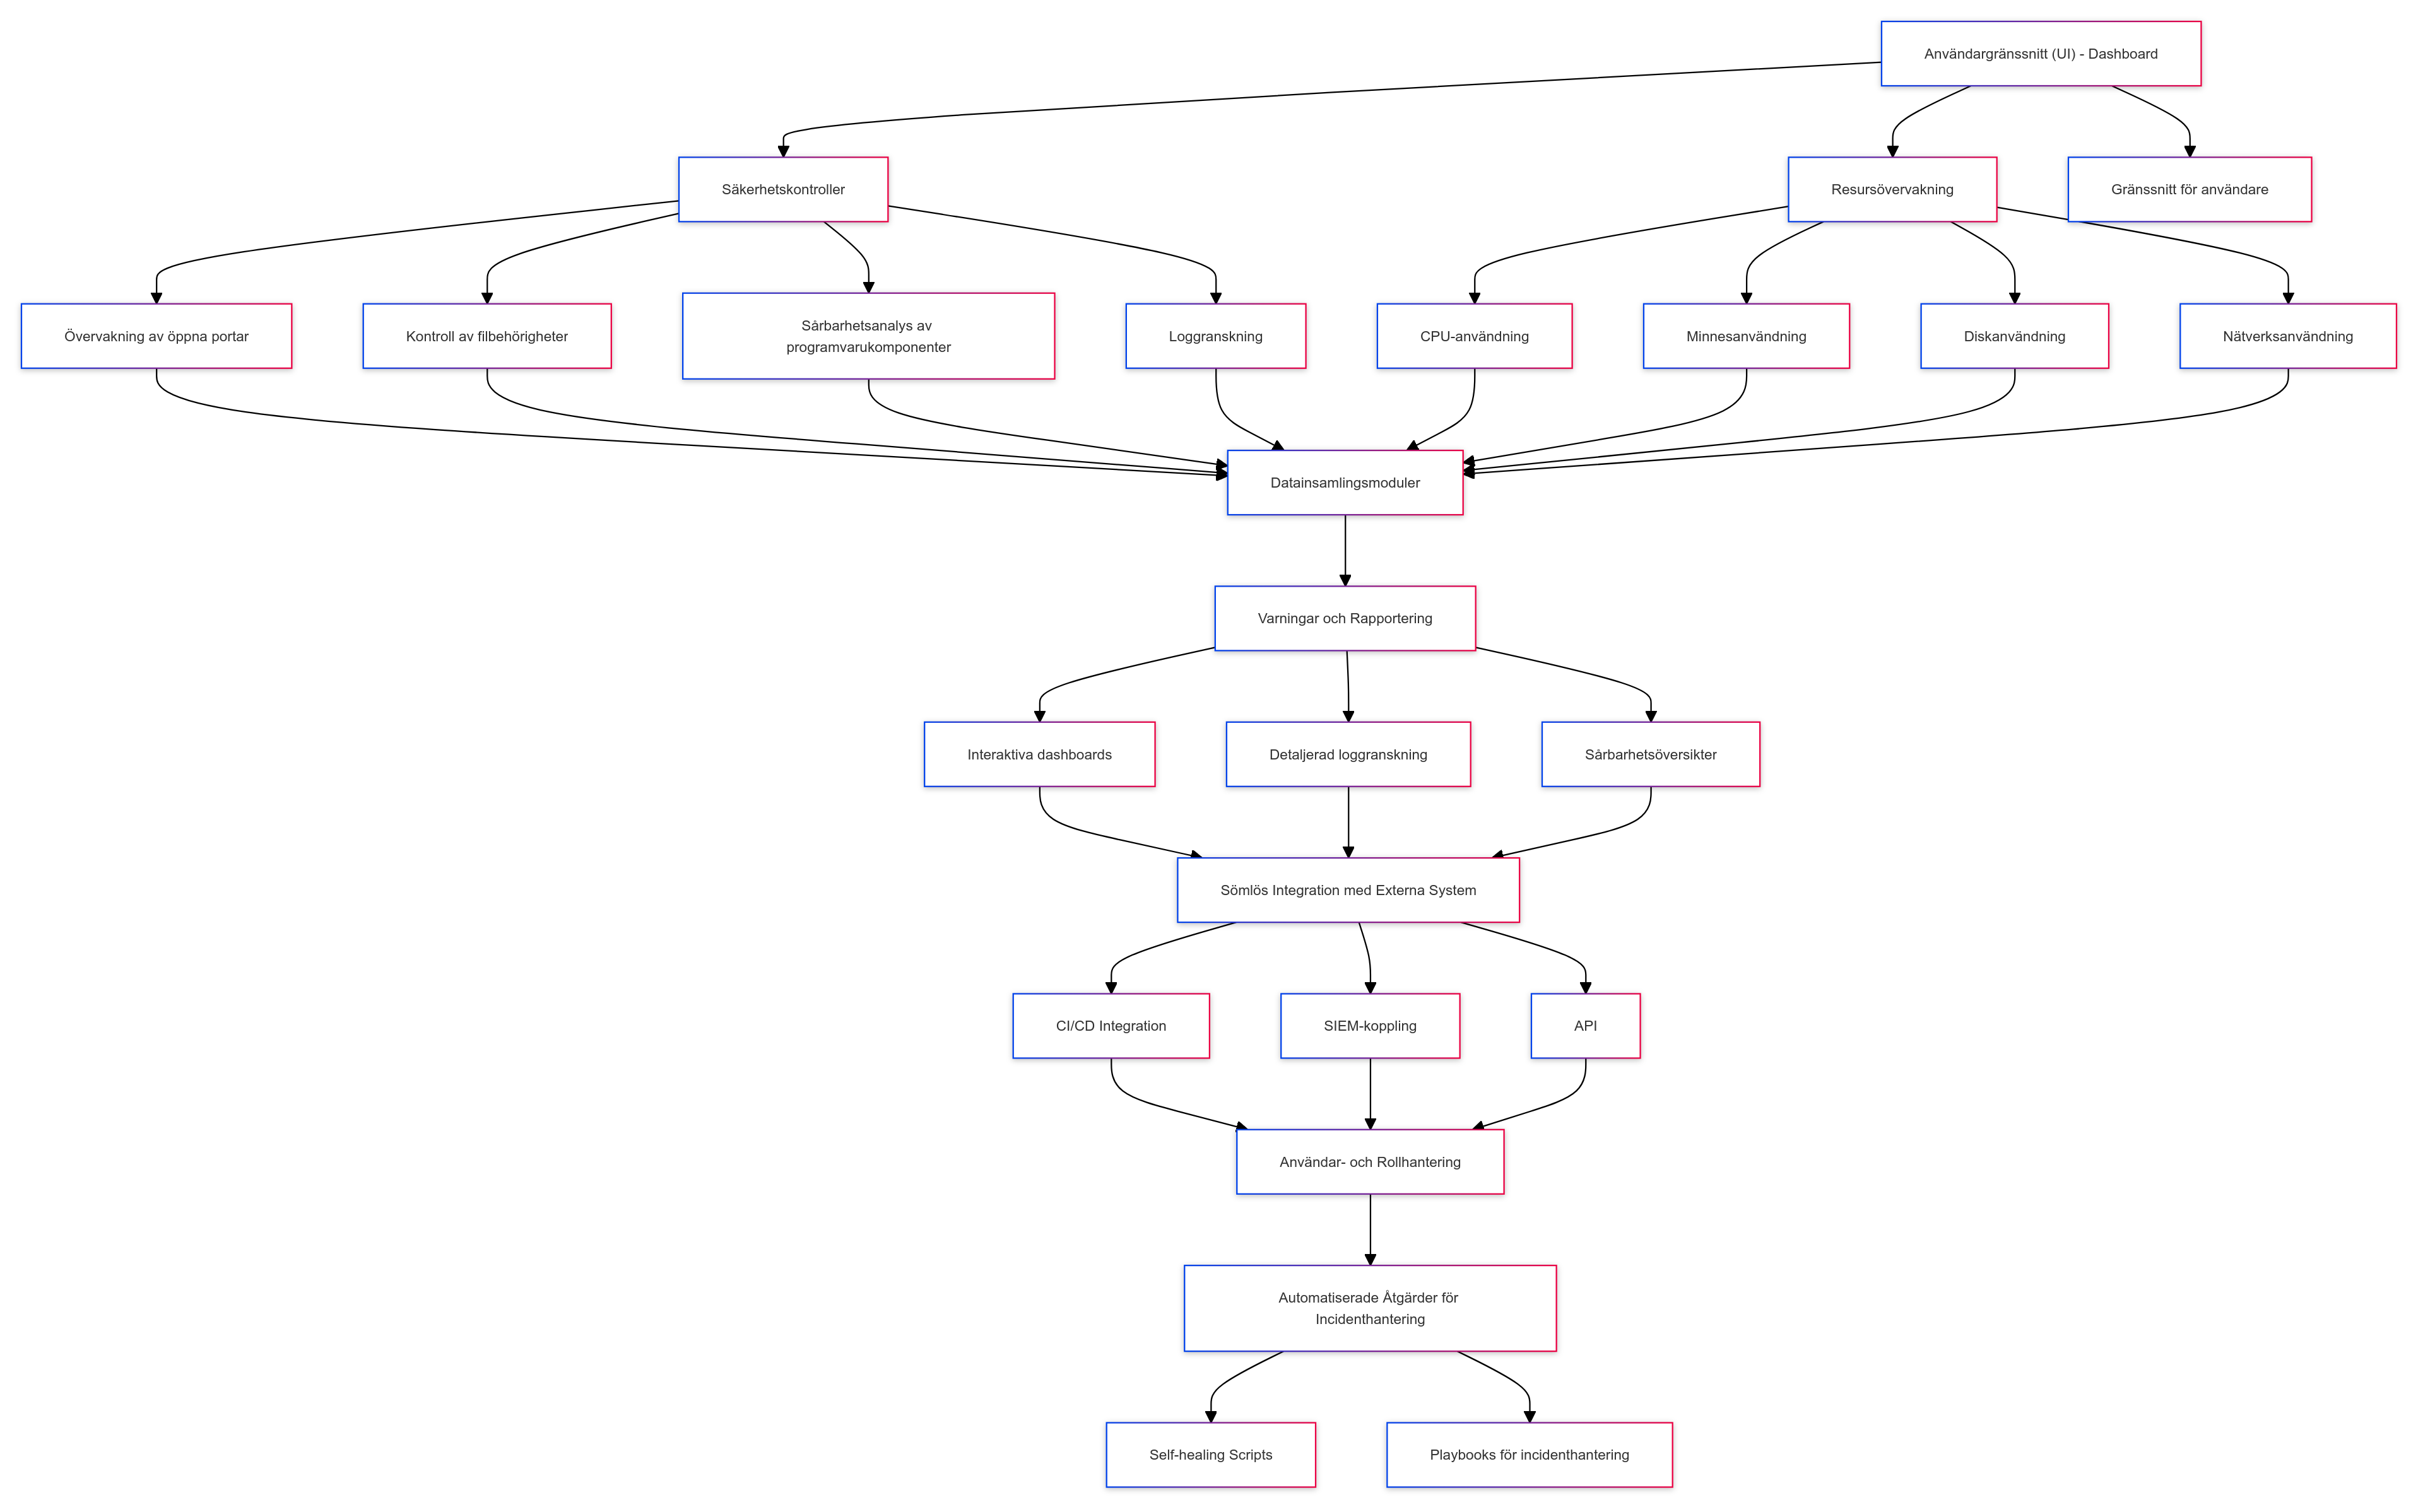 Användargränssnitt (UI) - Dashboard
Säkerhetskontroller
Resursövervakning
Gränssnitt för användare
Övervakning av öppna portar
Kontroll av filbehörigheter
Sårbarhetsanalys av
programvarukomponenter
Loggranskning
CPU-användning
Minnesanvändning
Diskanvändning
Nätverksanvändning
Datainsamlingsmoduler
Varningar och Rapportering
Interaktiva dashboards
Detaljerad loggranskning
Sårbarhetsöversikter
Sömlös Integration med Externa System
CI/CD Integration
SIEM-koppling
API
Användar- och Rollhantering
Automatiserade Åtgärder för
Incidenthantering
Self-healing Scripts
Playbooks för incidenthantering